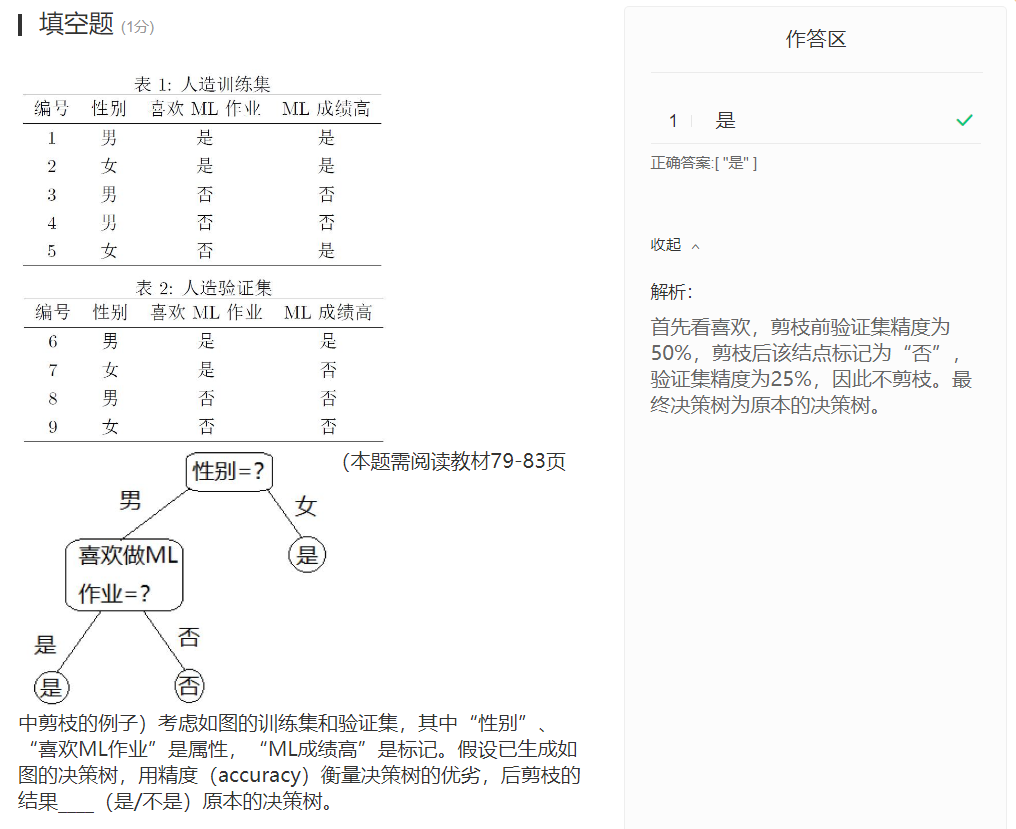 填空题 (1分)
表 1: 人造训练集
编号 性别 喜欢 ML 作业 ML 成绩高
1 男 是 是
2 女 是 是
3 男 否 否
4 男 否 否
5 女 否 是
表 2: 人造验证集
编号 性别 喜欢 ML 作业 ML 成绩高
6 男 是 是
7 女 是 否
8 男 否 否
9 女 否 否
(本题需阅读教材79-83页
性别=?
男
女
喜欢做ML
作业=?
是
是
否
是
否
中剪枝的例子）考虑如图的训练集和验证集，其中“性别”、
“喜欢ML作业”是属性，“ML成绩高”是标记。假设已生成如
图的决策树，用精度（accuracy）衡量决策树的优劣，后剪枝的
结果____（是/不是）原本的决策树。
作答区
1 是
正确答案:[ "是" ]
收起
解析：
首先看喜欢，剪枝前验证集精度为
50%，剪枝后该结点标记为“否”，
验证集精度为25%，因此不剪枝。最
终决策树为原本的决策树。